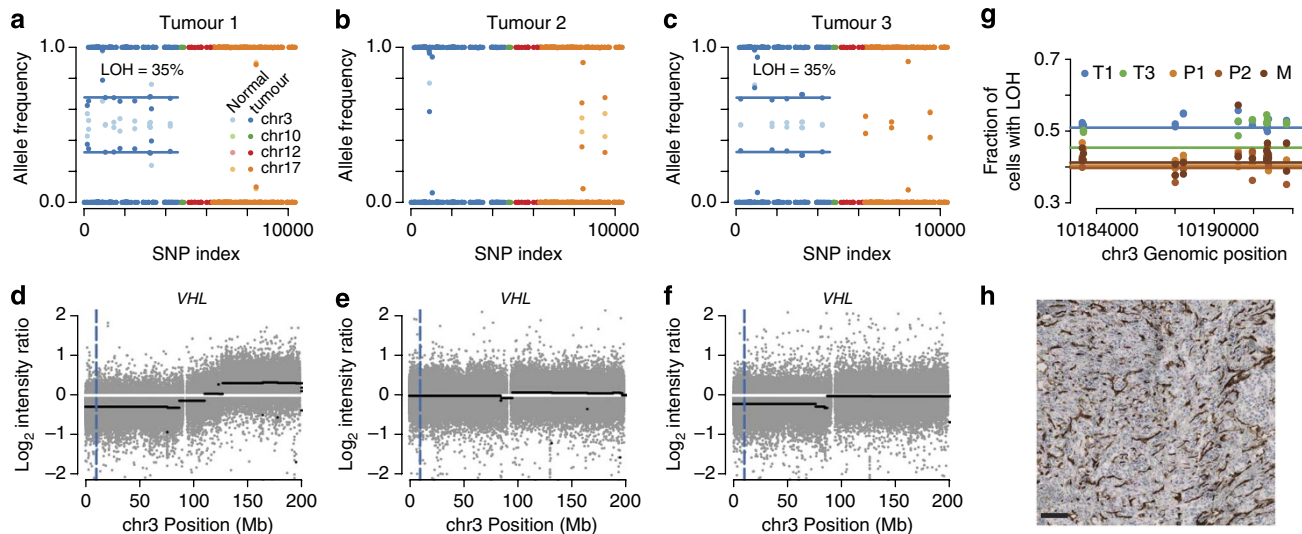 a
Tumour 1
Allele frequency
1.0
0.0
LOH = 35%
Normal
tumour
chr3
chr10
chr12
chr17
0
10000
SNP index
b
Tumour 2
Allele frequency
1.0
0.0
0
10000
SNP index
c
Tumour 3
Allele frequency
1.0
0.0
LOH = 35%
0
10000
SNP index
g
Fraction of
cells with LOH
0.7
0.5
0.3
T1 T3 P1 P2 M
10184000 10190000
chr3 Genomic position
d
VHL
Log2 intensity ratio
2
1
0
−1
−2
0 50 100 150 200
chr3 Position (Mb)
e
VHL
Log2 intensity ratio
2
1
0
−1
−2
0 50 100 150 200
chr3 Position (Mb)
f
VHL
Log2 intensity ratio
2
1
0
−1
−2
0 50 100 150 200
chr3 Position (Mb)
h